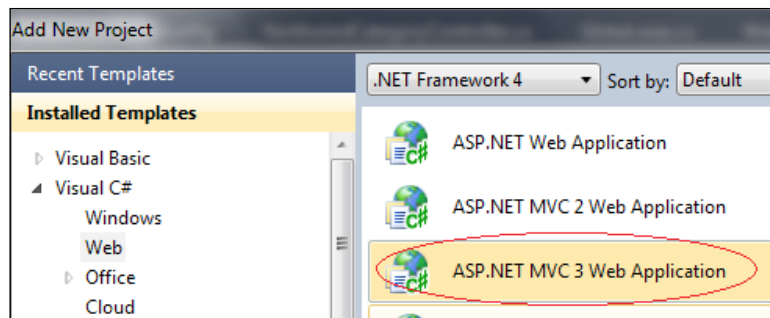 Add New Project
Recent Templates
Installed Templates
Visual Basic
Visual C#
Windows
Web
Office
Cloud
.NET Framework 4
Sort by:
Default
ASP.NET Web Application
ASP.NET MVC 2 Web Application
ASP.NET MVC 3 Web Application